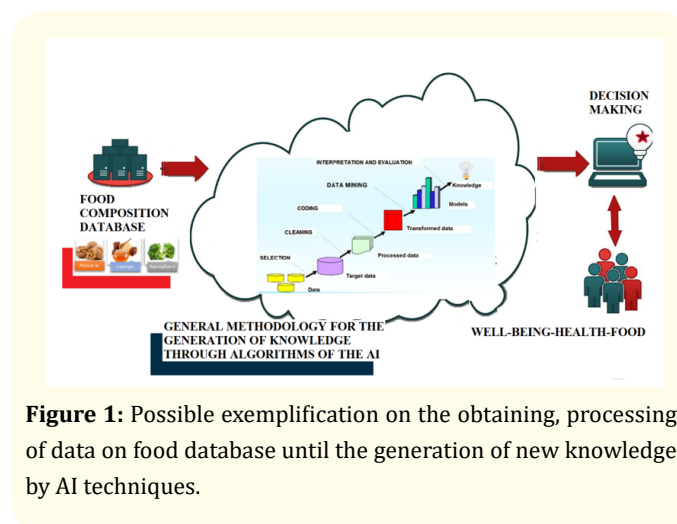 DECISION
MAKING
FOOD
COMPOSITION
DATABASE
INTERPRETATION AND EVALUATION
DATA MINING
Knowledge
CODING
Models
CLEANING
Transformed data
SELECTION
Processed data
Target data
Data
GENERAL METHODOLOGY FOR THE
GENERATION OF KNOWLEDGE
THROUGH ALGORITHMS OF THE AI
WELL-BEING-HEALTH-FOOD
Figure 1: Possible exemplification on the obtaining, processing
of data on food database until the generation of new knowledge
by AI techniques.